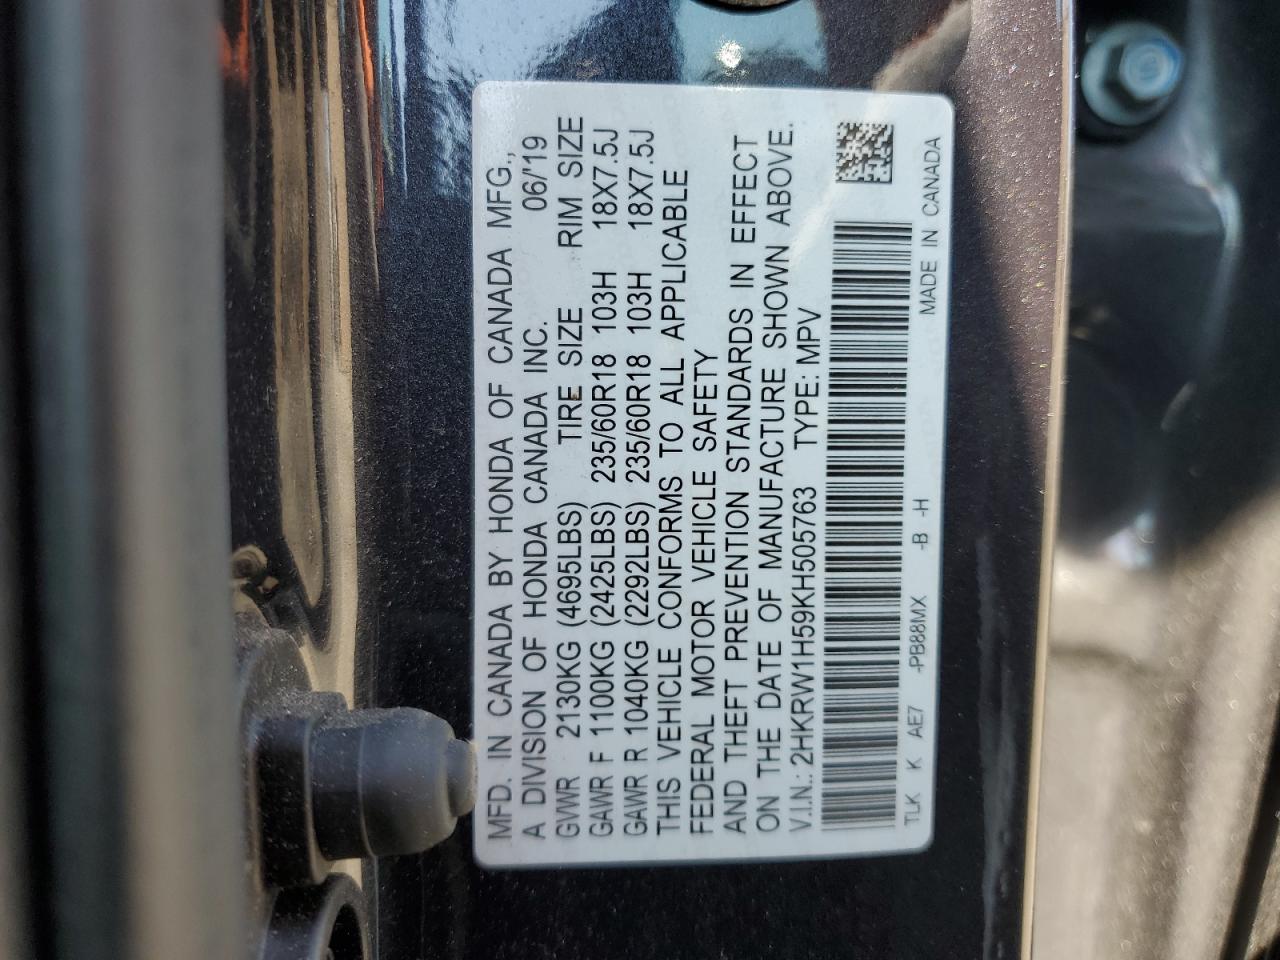 MFD. IN CANADA BY HONDA OF CANADA MFG.,
A DIVISION OF HONDA CANADA INC. 06/'19
GVWR 2130KG (4695LBS) TIRE SIZE RIM SIZE
GAWR F 1100KG (2425LBS) 235/60R18 103H 18X7.5J
GAWR R 1040KG (2292LBS) 235/60R18 103H 18X7.5J
THIS VEHICLE CONFORMS TO ALL APPLICABLE
FEDERAL MOTOR VEHICLE SAFETY
AND THEFT PREVENTION STANDARDS IN EFFECT
ON THE DATE OF MANUFACTURE SHOWN ABOVE.
V.I.N.: 2HKRW1H59KH505763 TYPE: MPV
TLK K AE7 -PB88MX -B -H MADE IN CANADA